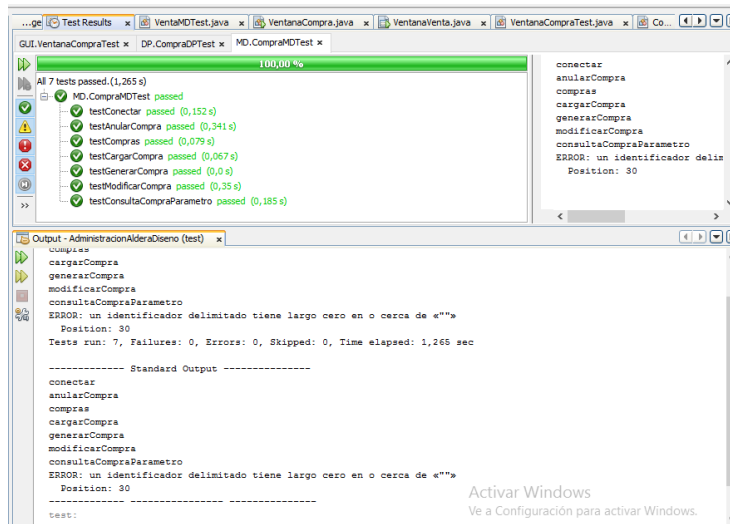 ...ge Test Results x VentaMDTest.java x VentanaCompra.java x VentanaVenta.java x VentanaCompraTest.java x Co...
GUI.VentanaCompraTest x DP.CompraDPTest x MD.CompraMDTest x
100,00 %
All 7 tests passed.(1,265 s)
MD.CompraMDTest passed
testConectar passed (0,152 s)
testAnularCompra passed (0,341 s)
testCompras passed (0,079 s)
testCargarCompra passed (0,067 s)
testGenerarCompra passed (0,0 s)
testModificarCompra passed (0,35 s)
testConsultaCompraParametro passed (0,185 s)
>>
conectar
anularCompra
compras
cargarCompra
generarCompra
modificarCompra
consultaCompraParametro
ERROR: un identificador delim
Position: 30
Output - AdministracionAlderaDiseno (test) x
compras
cargarCompra
generarCompra
modificarCompra
consultaCompraParametro
ERROR: un identificador delimitado tiene largo cero en o cerca de «""»
Position: 30
Tests run: 7, Failures: 0, Errors: 0, Skipped: 0, Time elapsed: 1,265 sec
------------- Standard Output ---------------
conectar
anularCompra
compras
cargarCompra
generarCompra
modificarCompra
consultaCompraParametro
ERROR: un identificador delimitado tiene largo cero en o cerca de «""»
Position: 30
------------- ---------------- ---------------
test:
Activar Windows
Ve a Configuración para activar Windows.